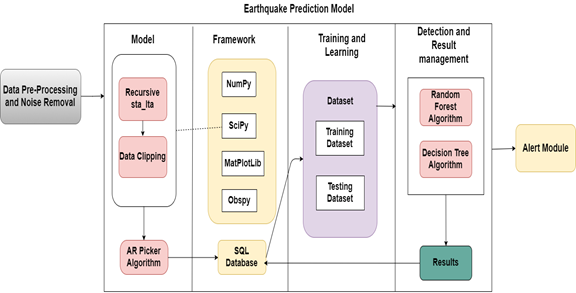 Earthquake Prediction Model
Model
Framework
Training and
Learning
Detection and
Result
management
Data Pre-Processing
and Noise Removal
Recursive
sta_lta
Data Clipping
AR Picker
Algorithm
NumPy
SciPy
MatPlotLib
Obspy
SQL
Database
Dataset
Training
Dataset
Testing
Dataset
Random
Forest
Algorithm
Decision Tree
Algorithm
Results
Alert Module